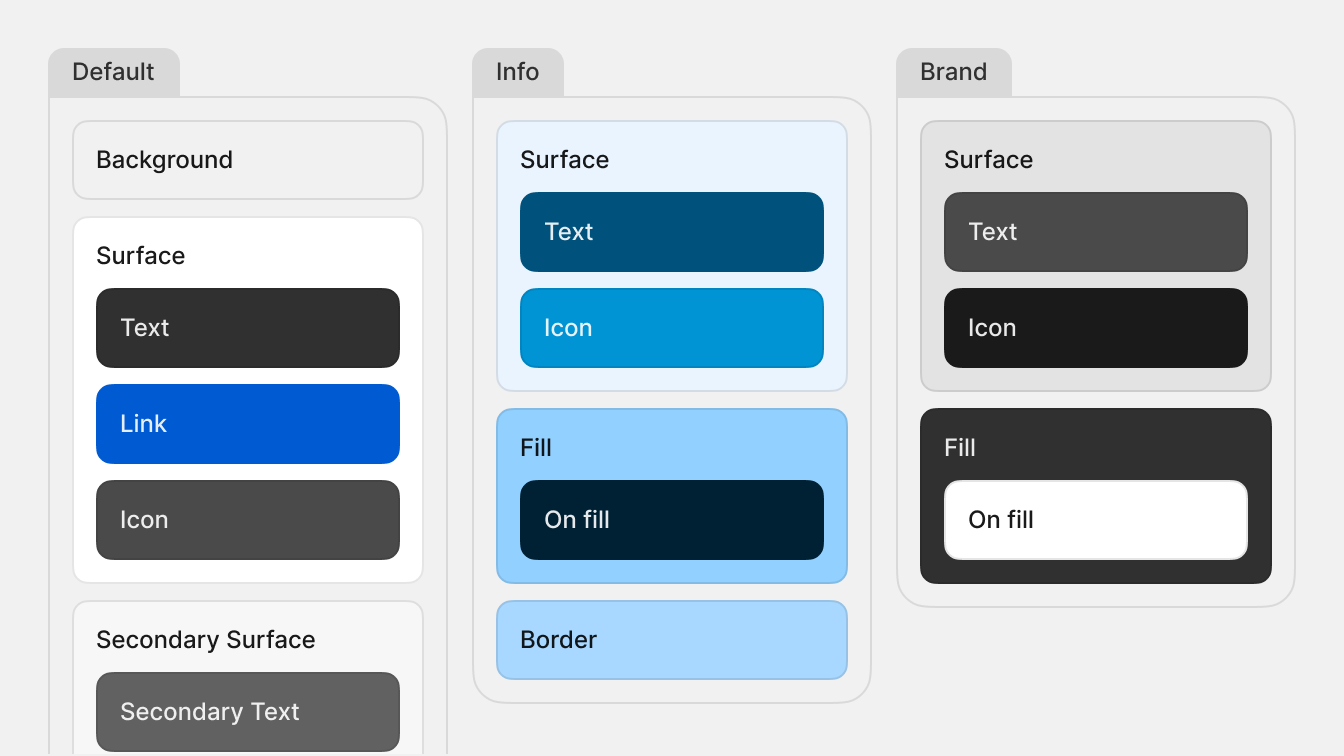 Default
Background
Surface
Text
Link
Icon
Secondary Surface
Secondary Text
Info
Surface
Text
Icon
Fill
On fill
Border
Brand
Surface
Text
Icon
Fill
On fill